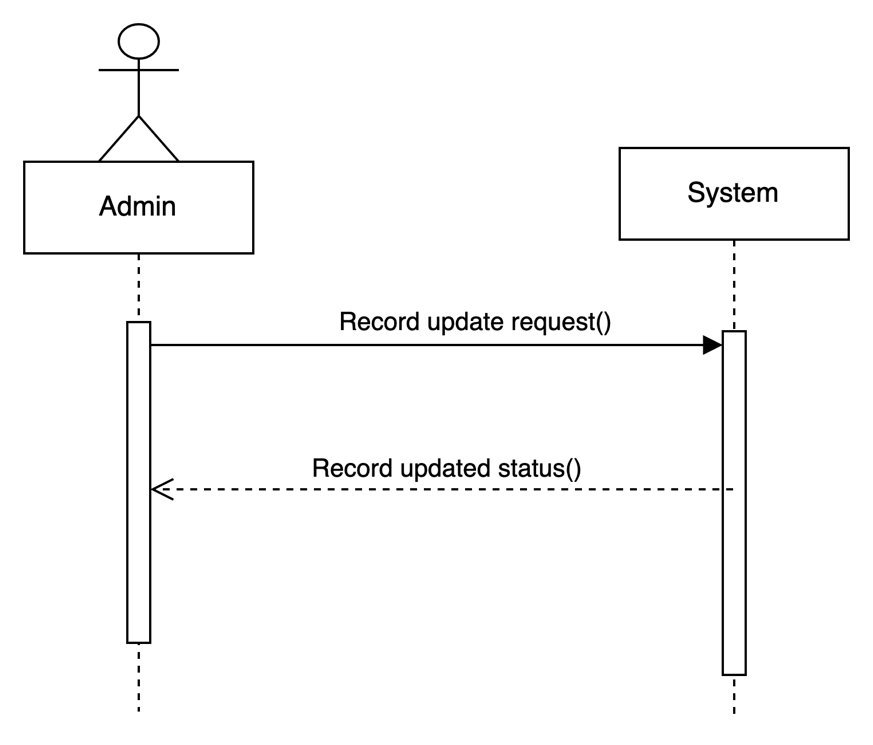 Admin
System
Record update request()
Record updated status()